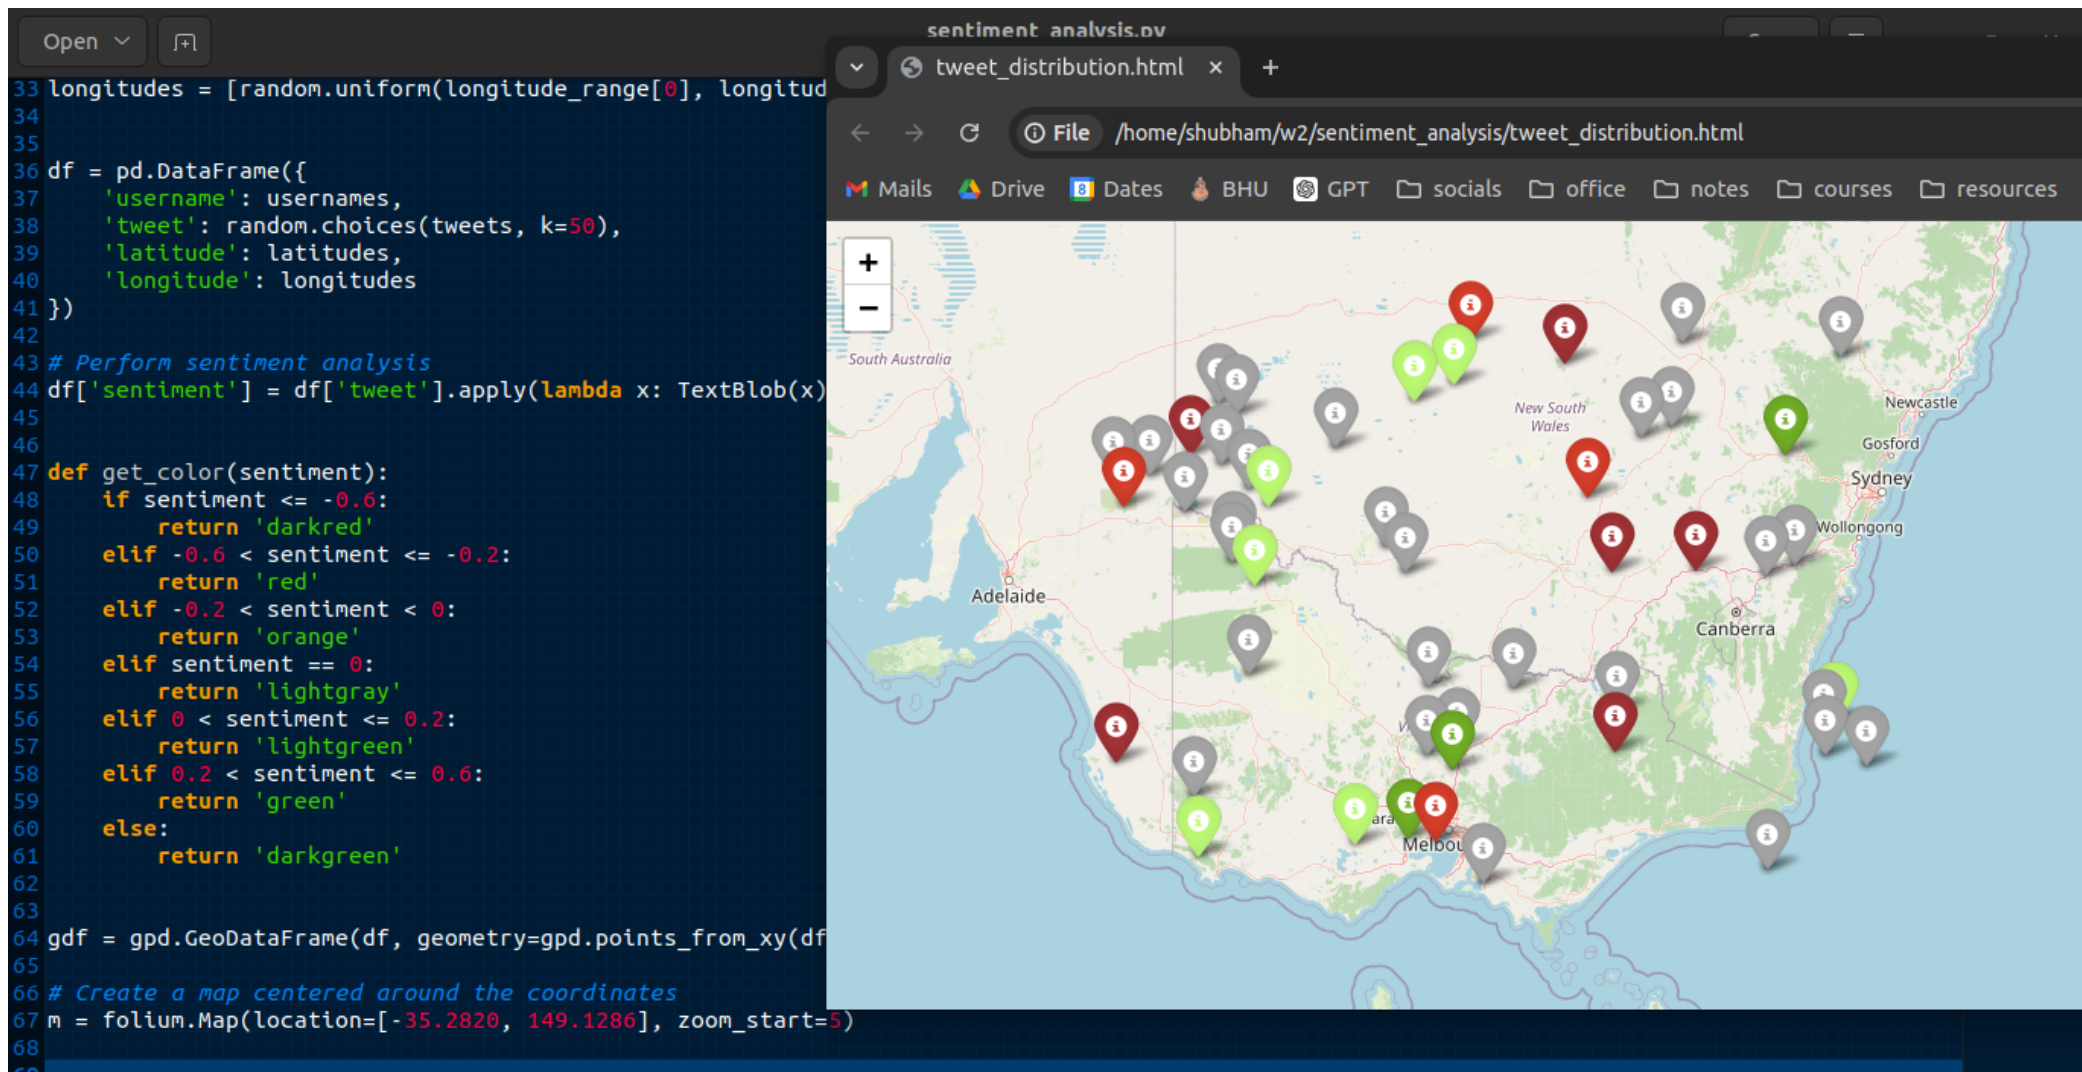 Open
sentiment_analysis.py
33 longitudes = [random.uniform(longitude_range[0], longitud
34
35
36 df = pd.DataFrame({
37     'username': usernames,
38     'tweet': random.choices(tweets, k=50),
39     'latitude': latitudes,
40     'longitude': longitudes
41 })
42
43 # Perform sentiment analysis
44 df['sentiment'] = df['tweet'].apply(lambda x: TextBlob(x)
45
46
47 def get_color(sentiment):
48     if sentiment <= -0.6:
49         return 'darkred'
50     elif -0.6 < sentiment <= -0.2:
51         return 'red'
52     elif -0.2 < sentiment < 0:
53         return 'orange'
54     elif sentiment == 0:
55         return 'lightgray'
56     elif 0 < sentiment <= 0.2:
57         return 'lightgreen'
58     elif 0.2 < sentiment <= 0.6:
59         return 'green'
60     else:
61         return 'darkgreen'
62
63
64 gdf = gpd.GeoDataFrame(df, geometry=gpd.points_from_xy(df
65
66 # Create a map centered around the coordinates
67 m = folium.Map(location=[-35.2820, 149.1286], zoom_start=5)
68
tweet_distribution.html × +
File /home/shubham/w2/sentiment_analysis/tweet_distribution.html
Mails Drive 8 Dates BHU GPT socials office notes courses resources
+
−
South Australia
New South
Wales
Newcastle
Gosford
Sydney
Wollongong
Adelaide
Canberra
ara
Melbou